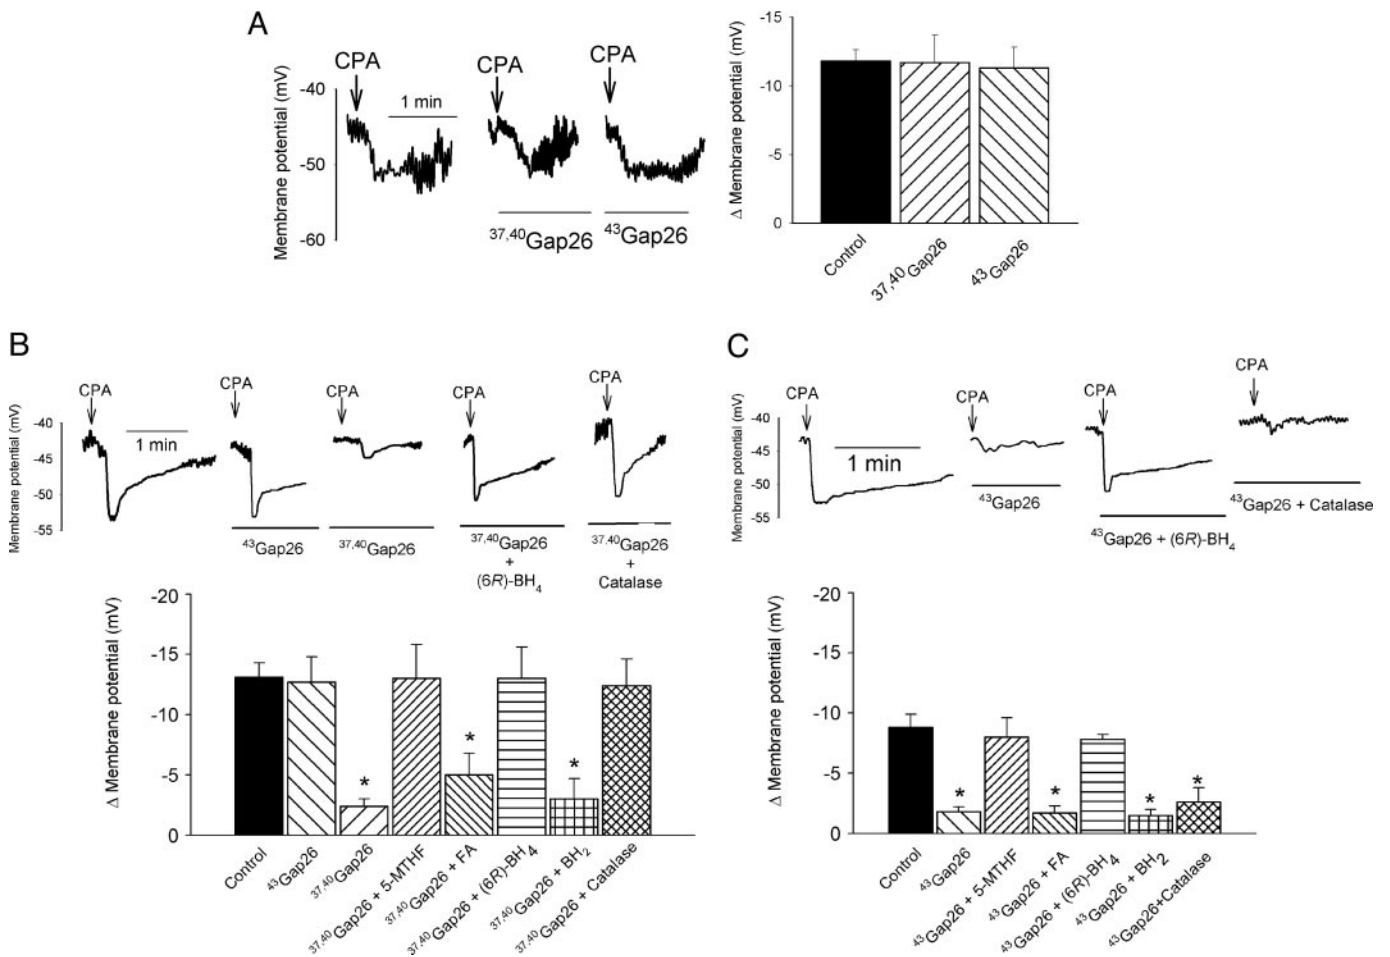 A
CPA
CPA
CPA
1 min
Membrane potential (mV)
-40
-50
-60
37,40Gap26
43Gap26
Δ Membrane potential (mV)
-15
-10
-5
0
Control
37,40Gap26
43Gap26
B
CPA
CPA
CPA
CPA
CPA
1 min
Membrane potential (mV)
-40
-45
-50
-55
43Gap26
37,40Gap26
37,40Gap26
+
(6R)-BH4
37,40Gap26
+
Catalase
Δ Membrane potential (mV)
-20
-15
-10
-5
0
*
*
*
Control
43Gap26
37,40Gap26
37,40Gap26 + 5-MTHF
37,40Gap26 + FA
37,40Gap26 + (6R)-BH4
37,40Gap26 + BH2
37,40Gap26 + Catalase
C
CPA
CPA
CPA
CPA
1 min
Membrane potential (mV)
-40
-45
-50
-55
43Gap26
43Gap26 + (6R)-BH4
43Gap26 + Catalase
Δ Membrane potential (mV)
-20
-15
-10
-5
0
*
*
*
*
Control
43Gap26
43Gap26 + 5-MTHF
43Gap26 + FA
43Gap26 + (6R)-BH4
43Gap26 + BH2
43Gap26+Catalase